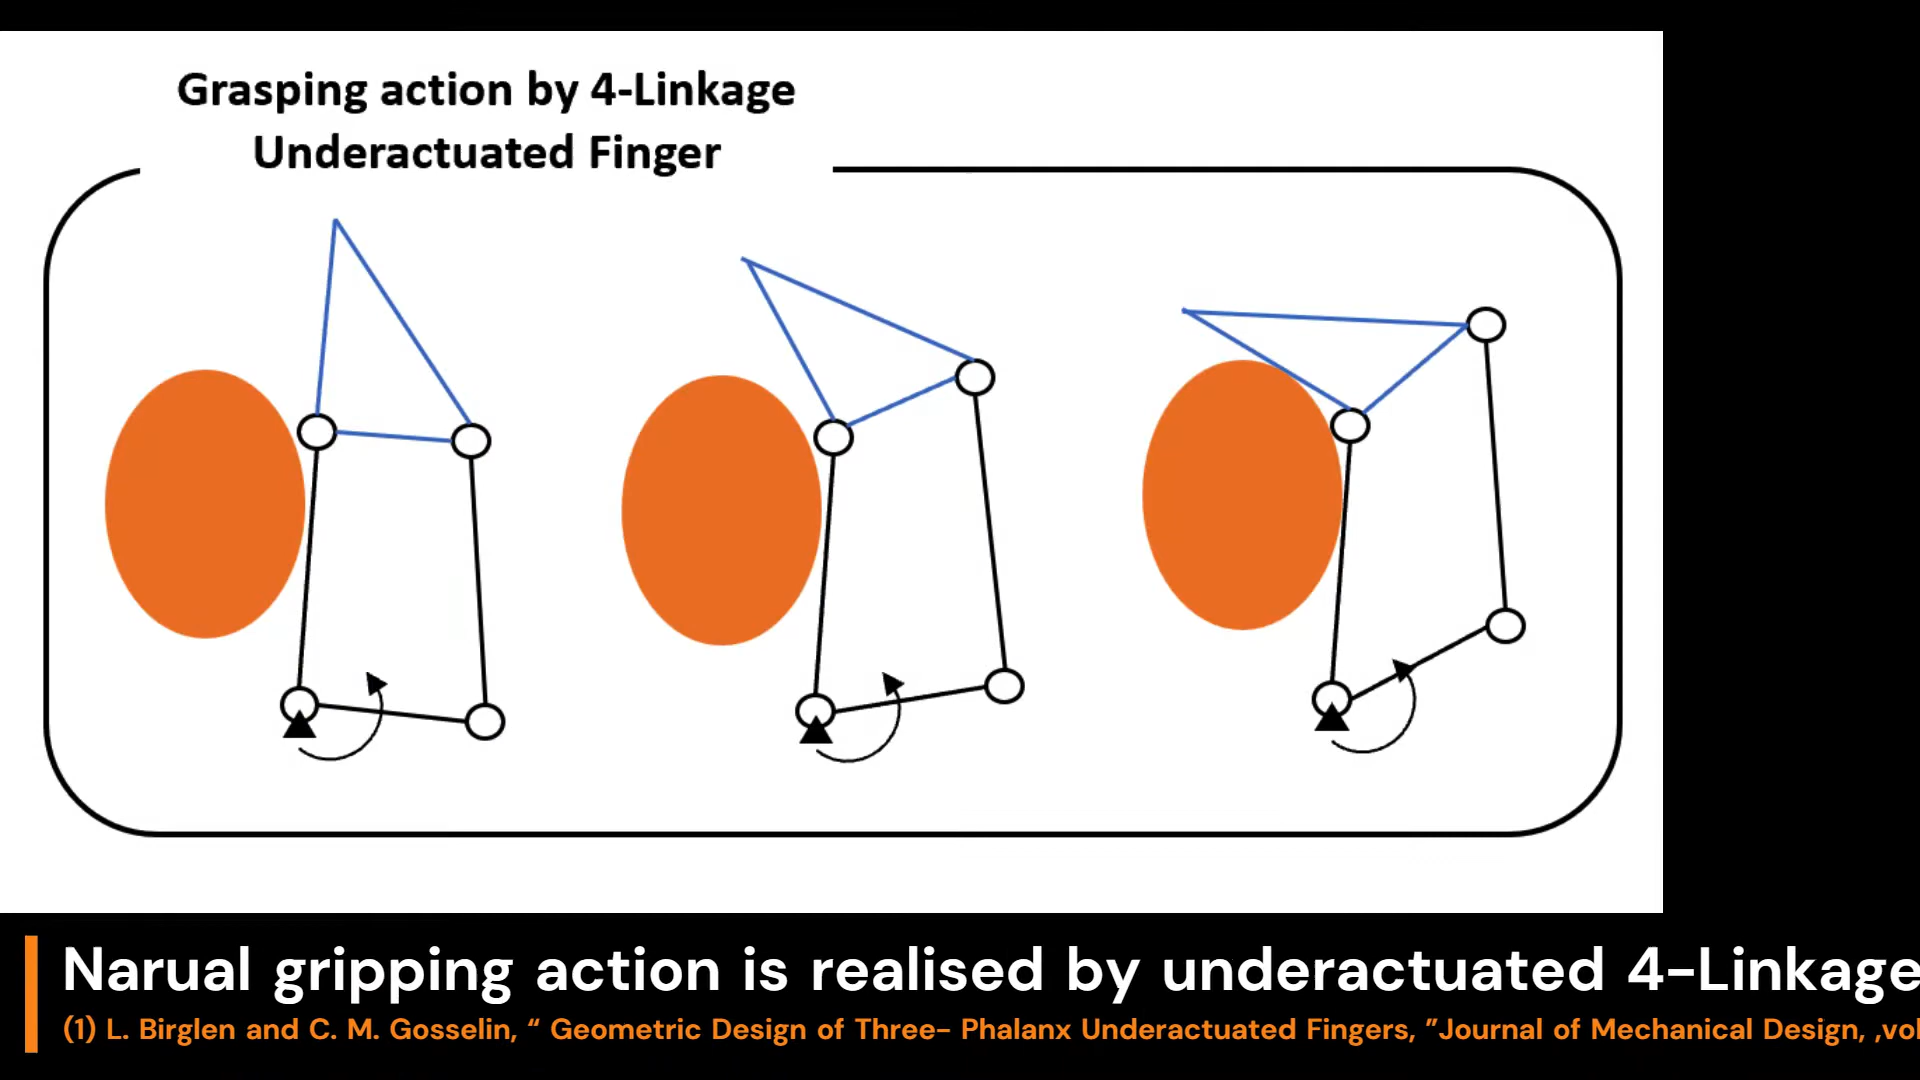 Grasping action by 4-Linkage
Underactuated Finger
Narual gripping action is realised by underactuated 4-Linkage
(1) L. Birglen and C. M. Gosselin, “ Geometric Design of Three- Phalanx Underactuated Fingers, ”Journal of Mechanical Design, ,vol